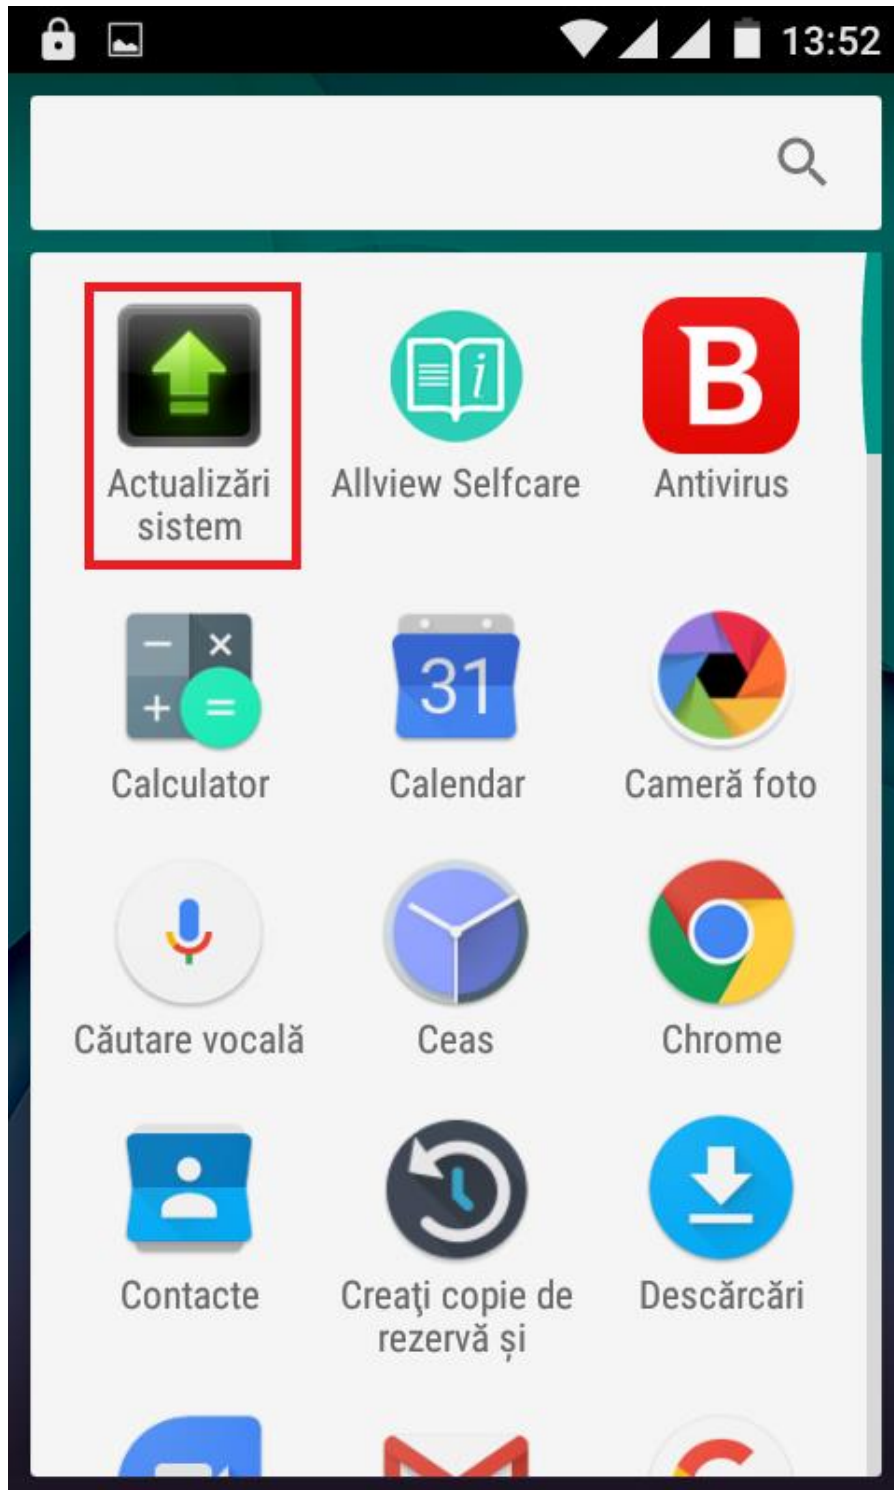 13:52
i
B
Actualizări
sistem
Allview Selfcare
Antivirus
31
Calculator
Calendar
Cameră foto
Căutare vocală
Ceas
Chrome
Contacte
Creaţi copie de
rezervă și
Descărcări